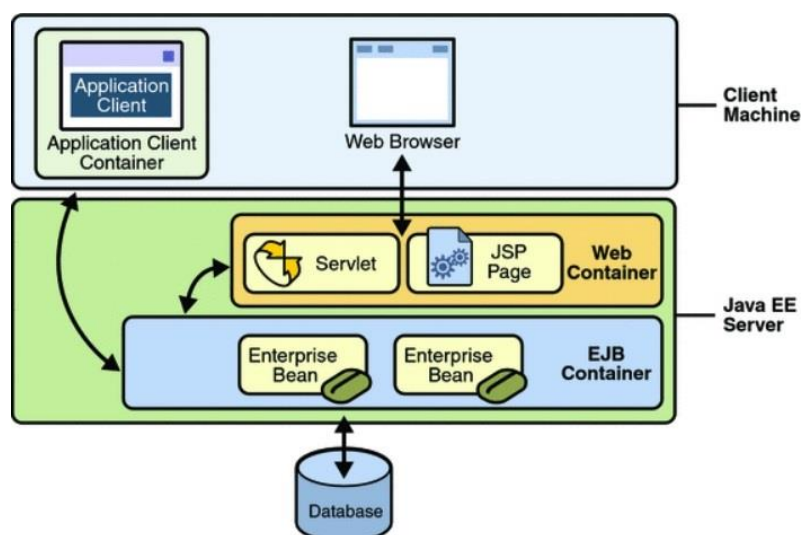 Application
Client
Application Client
Container
Web Browser
Client
Machine
Servlet
JSP
Page
Web
Container
Java EE
Server
Enterprise
Bean
Enterprise
Bean
EJB
Container
Database